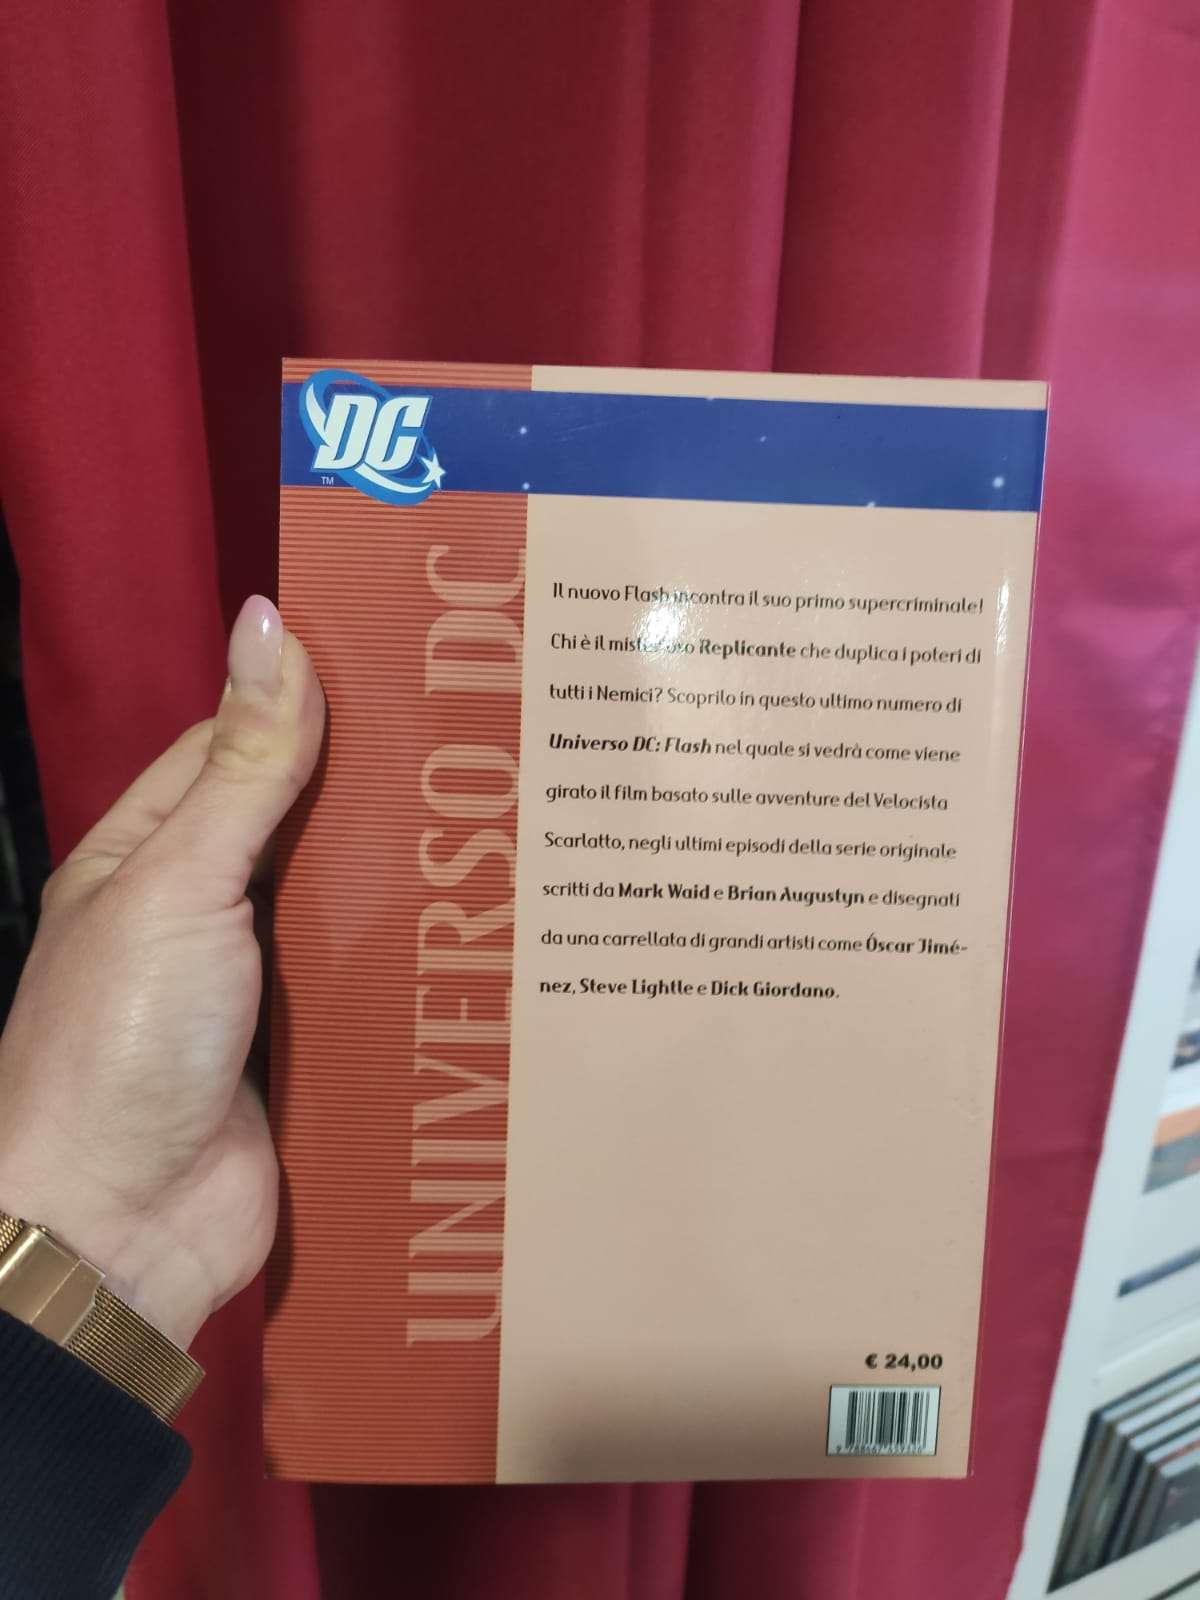 DC
TM
UNIVERSO DC
Il nuovo Flash incontra il suo primo supercriminale!
Chi è il misterioso Replicante che duplica i poteri di
tutti i Nemici? Scoprilo in questo ultimo numero di
Universo DC: Flash nel quale si vedrà come viene
girato il film basato sulle avventure del Velocista
Scarlatto, negli ultimi episodi della serie originale
scritti da Mark Waid e Brian Augustyn e disegnati
da una carrellata di grandi artisti come Óscar Jimé-
nez, Steve Lightle e Dick Giordano.
€ 24,00